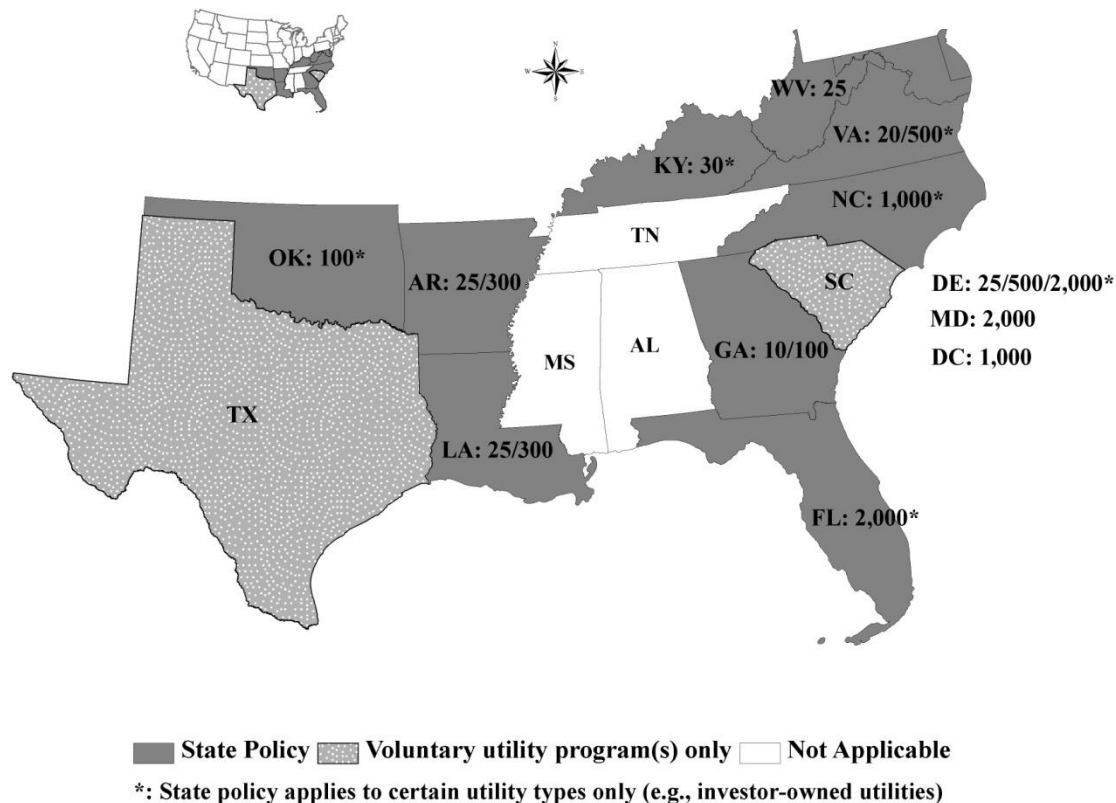 N
W
E
S
WV: 25
VA: 20/500*
KY: 30*
NC: 1,000*
TN
OK: 100*
AR: 25/300
SC
DE: 25/500/2,000*
MD: 2,000
DC: 1,000
MS
AL
GA: 10/100
TX
LA: 25/300
FL: 2,000*
State Policy
Voluntary utility program(s) only
Not Applicable
*: State policy applies to certain utility types only (e.g., investor-owned utilities)